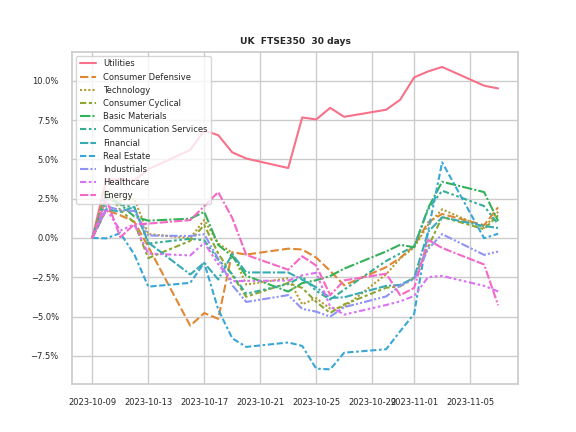 UK  FTSE350  30 days
10.0%
7.5%
5.0%
2.5%
0.0%
−2.5%
−5.0%
−7.5%
Utilities
Consumer Defensive
Technology
Consumer Cyclical
Basic Materials
Communication Services
Financial
Real Estate
Industrials
Healthcare
Energy
2023-10-09
2023-10-13
2023-10-17
2023-10-21
2023-10-25
2023-10-29
2023-11-01
2023-11-05